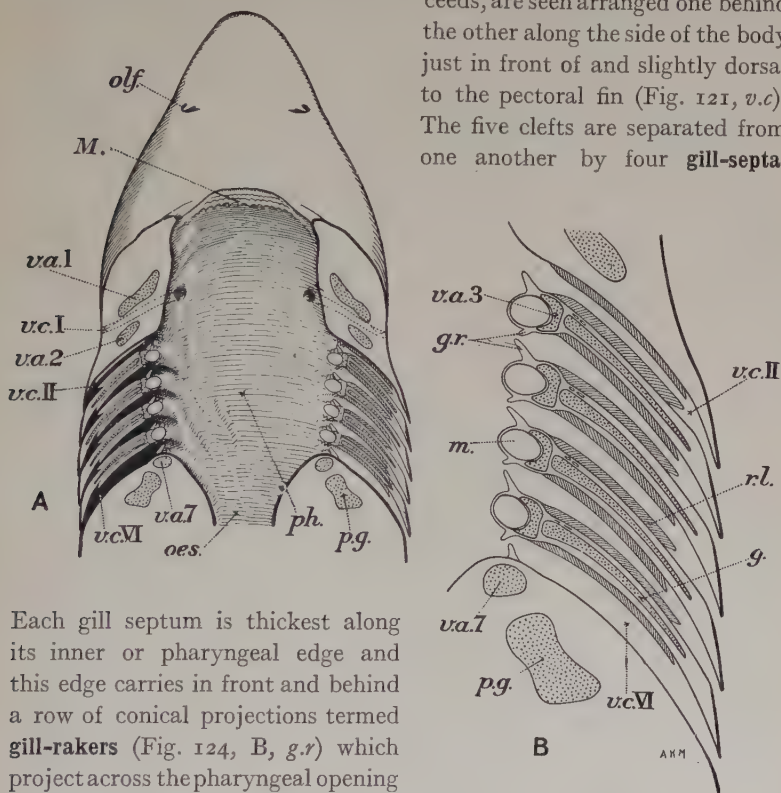 ceeds, are seen arranged one behind
the other along the side of the body
just in front of and slightly dorsa
to the pectoral fin (Fig. 121, v.c)
The five clefts are separated from
one another by four gill-septa
olf.
M.
v.a.1
v.c.I
v.a.2
v.c.II
A
v.c.VI
v.a.7
oes.
ph.
p.g.
v.a.3
g.r.
v.c.II
m.
r.l.
g.
v.a.7
p.g.
v.c.VI
B
AKM
Each gill septum is thickest along
its inner or pharyngeal edge and
this edge carries in front and behind
a row of conical projections termed
gill-rakers (Fig. 124, B, g.r) which
project across the pharyngeal opening